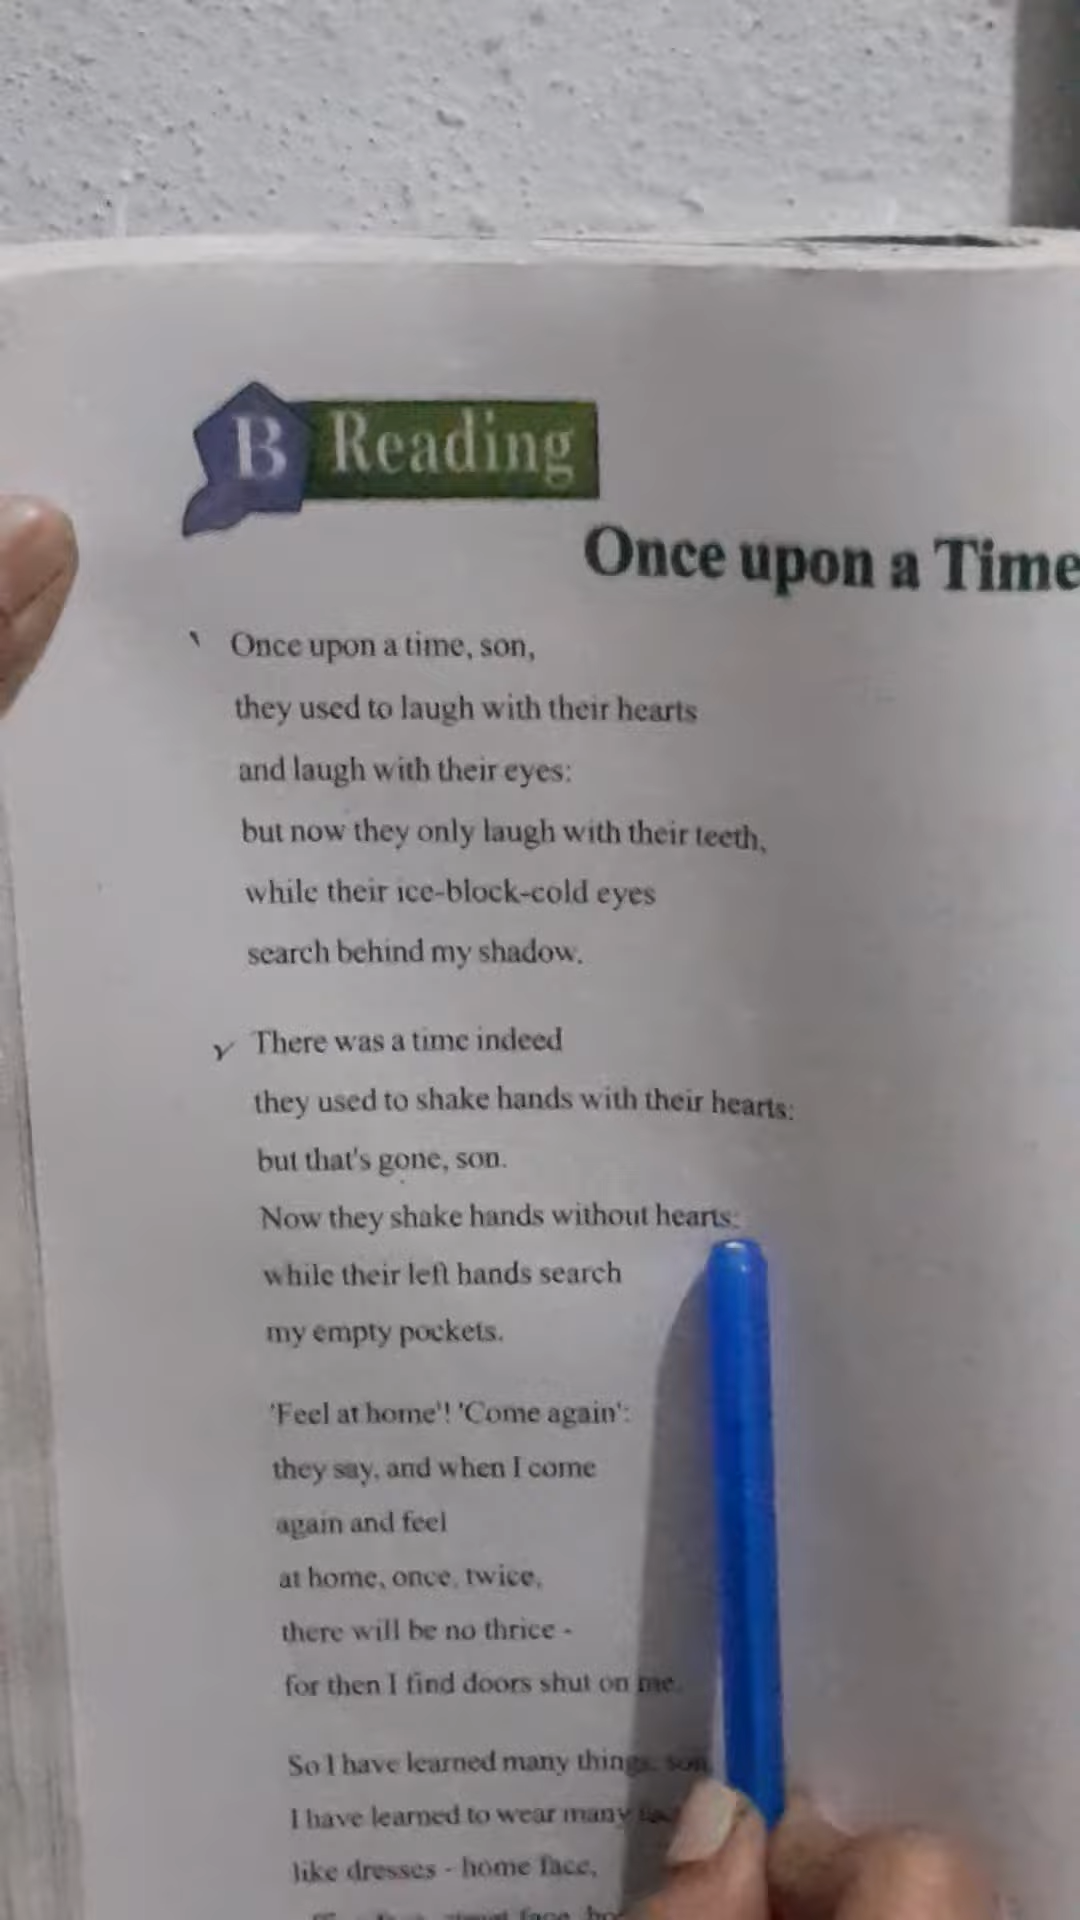 B Reading
Once upon a Time
Once upon a time, son,
they used to laugh with their hearts
and laugh with their eyes:
but now they only laugh with their teeth,
while their ice-block-cold eyes
search behind my shadow.
There was a time indeed
they used to shake hands with their hearts:
but that's gone, son.
Now they shake hands without hearts:
while their left hands search
my empty pockets.
'Feel at home'! 'Come again':
they say, and when I come
again and feel
at home, once, twice,
there will be no thrice -
for then I find doors shut on me.
So I have learned many things, son,
I have learned to wear many
like dresses - home face,
street face,